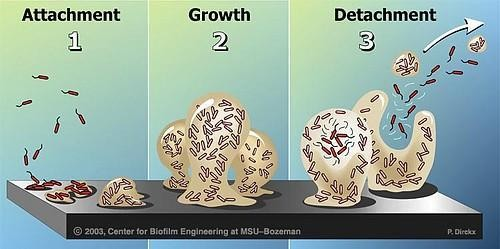 Attachment
1
Growth
2
Detachment
3
© 2003, Center for Biofilm Engineering at MSU–Bozeman
P. Dirckx